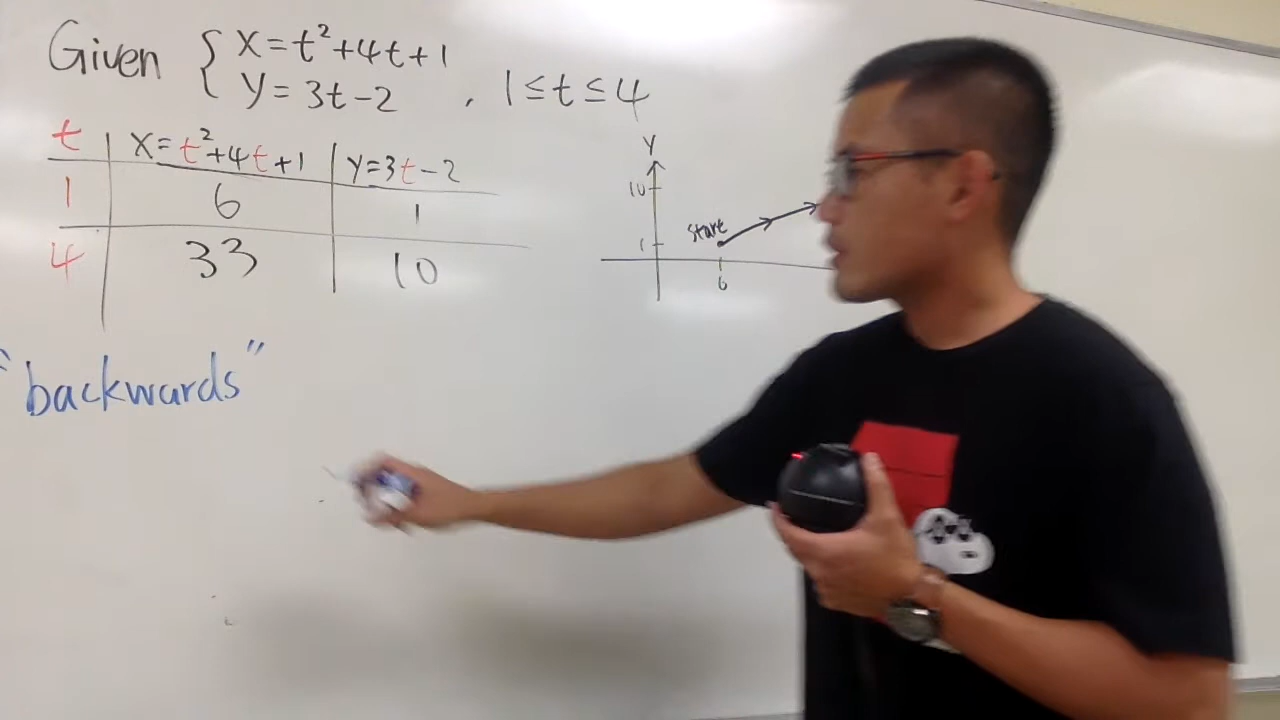 Given { x=t²+4t+1
y=3t-2 , 1≤t≤4
t | x=t²+4t+1 | y=3t-2
1 | 6 | 1
4 | 33 | 10
"backwards"
y
10
start
1
6